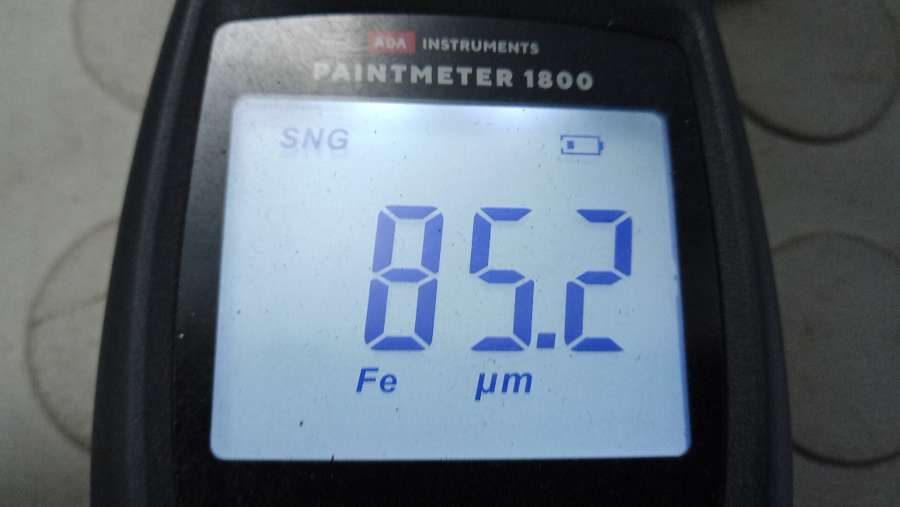 ADA INSTRUMENTS
PAINTMETER 1800
SNG
85.2
Fe µm